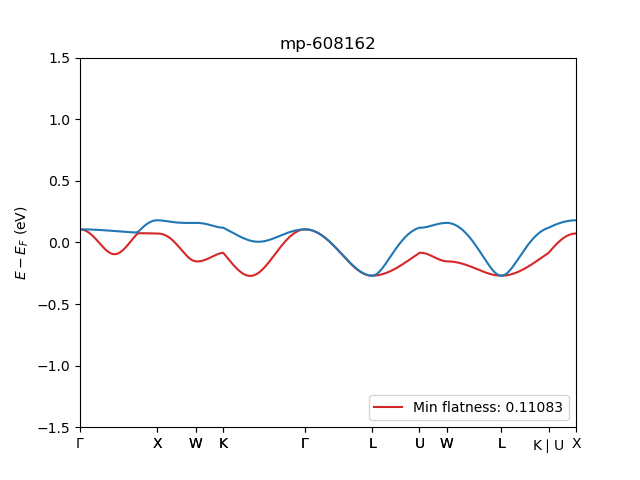 mp-608162
E − E_F (eV)
1.5
1.0
0.5
0.0
−0.5
−1.0
−1.5
Min flatness: 0.11083
Γ X W K Γ L U W L K | U X